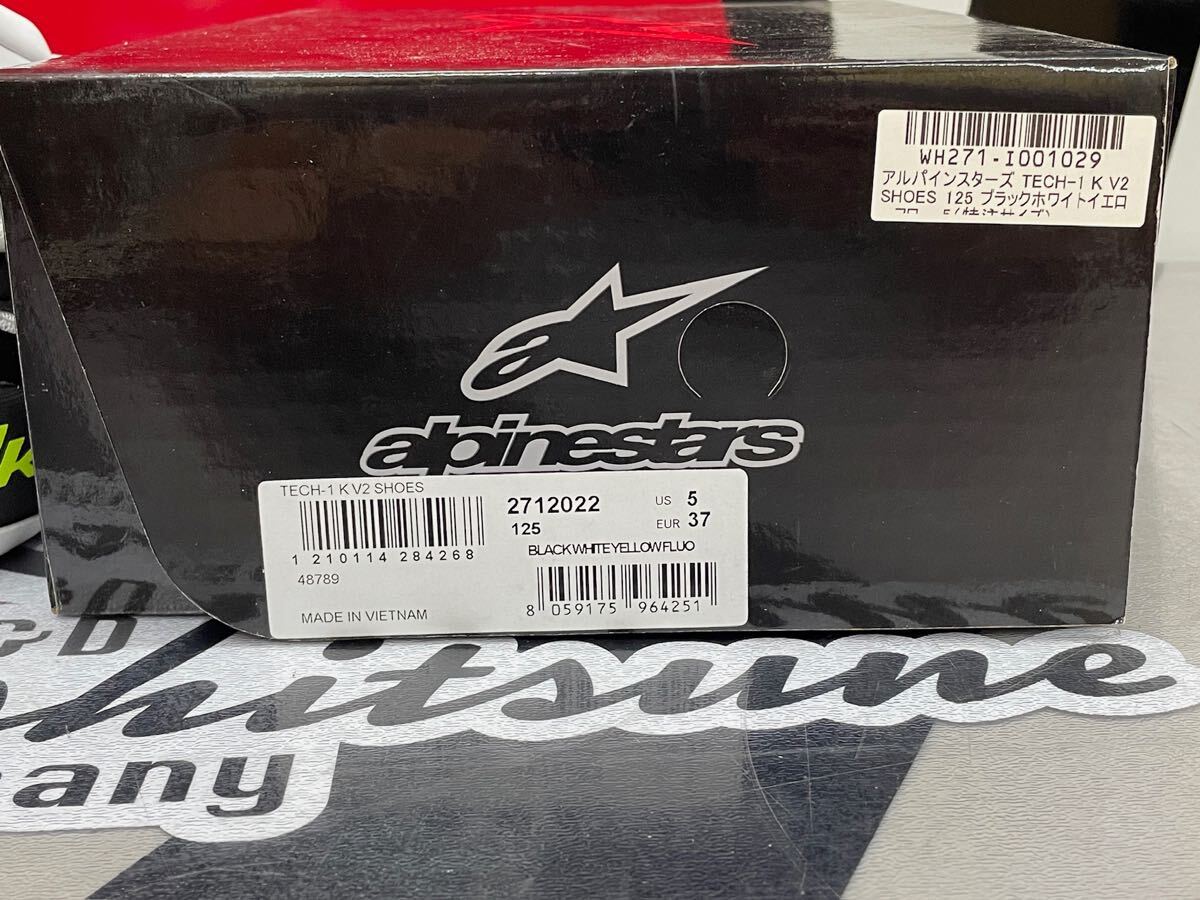 WH271-I001029
アルパインスターズ TECH-1 K V2
SHOES 125 ブラックホワイトイエロ
alpinestars
TECH-1 K V2 SHOES
1 210114 284268
48789
MADE IN VIETNAM
2712022
125
US 5
EUR 37
BLACK WHITE YELLOW FLUO
8 059175 964251
hitsune
any